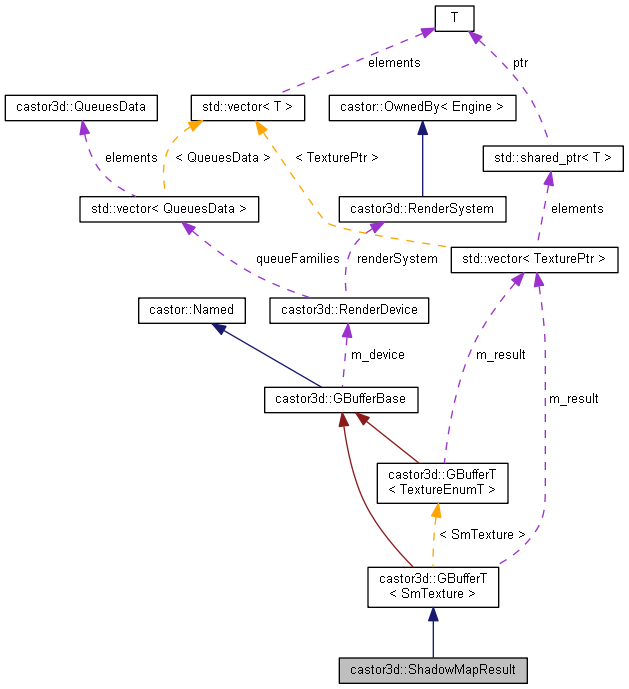 T
elements
ptr
castor3d::QueuesData
std::vector< T >
castor::OwnedBy< Engine >
elements
< QueuesData >
< TexturePtr >
std::shared_ptr< T >
std::vector< QueuesData >
castor3d::RenderSystem
elements
queueFamilies
renderSystem
std::vector< TexturePtr >
castor::Named
castor3d::RenderDevice
m_device
m_result
castor3d::GBufferBase
m_result
castor3d::GBufferT
< TextureEnumT >
< SmTexture >
castor3d::GBufferT
< SmTexture >
castor3d::ShadowMapResult